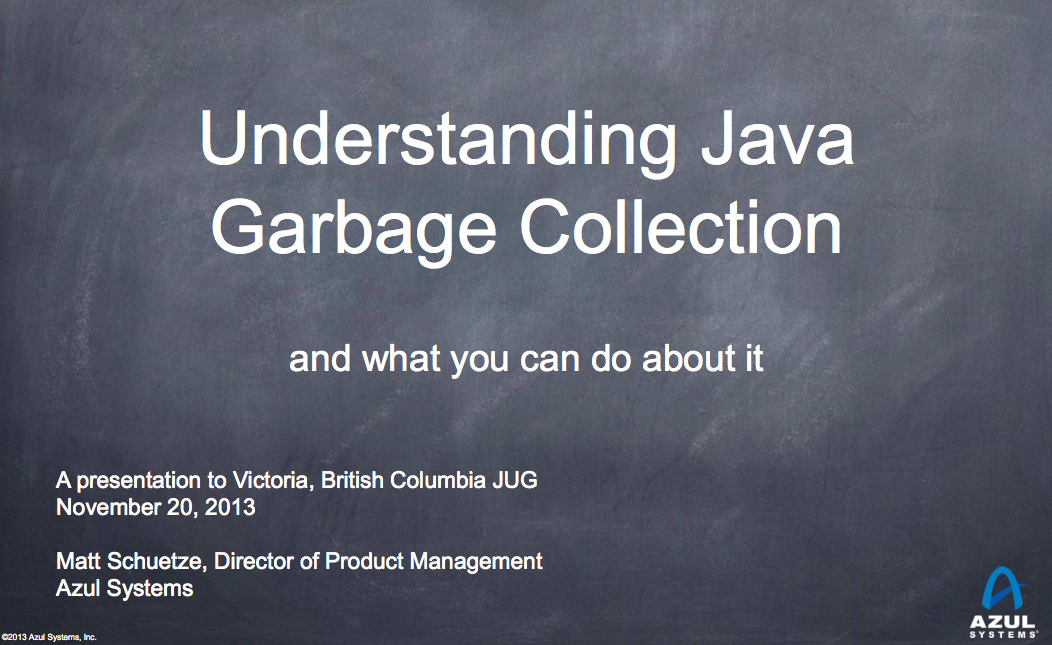 Understanding Java
Garbage Collection
and what you can do about it
A presentation to Victoria, British Columbia JUG
November 20, 2013
Matt Schuetze, Director of Product Management
Azul Systems
©2013 Azul Systems, Inc.
AZUL
SYSTEMS®